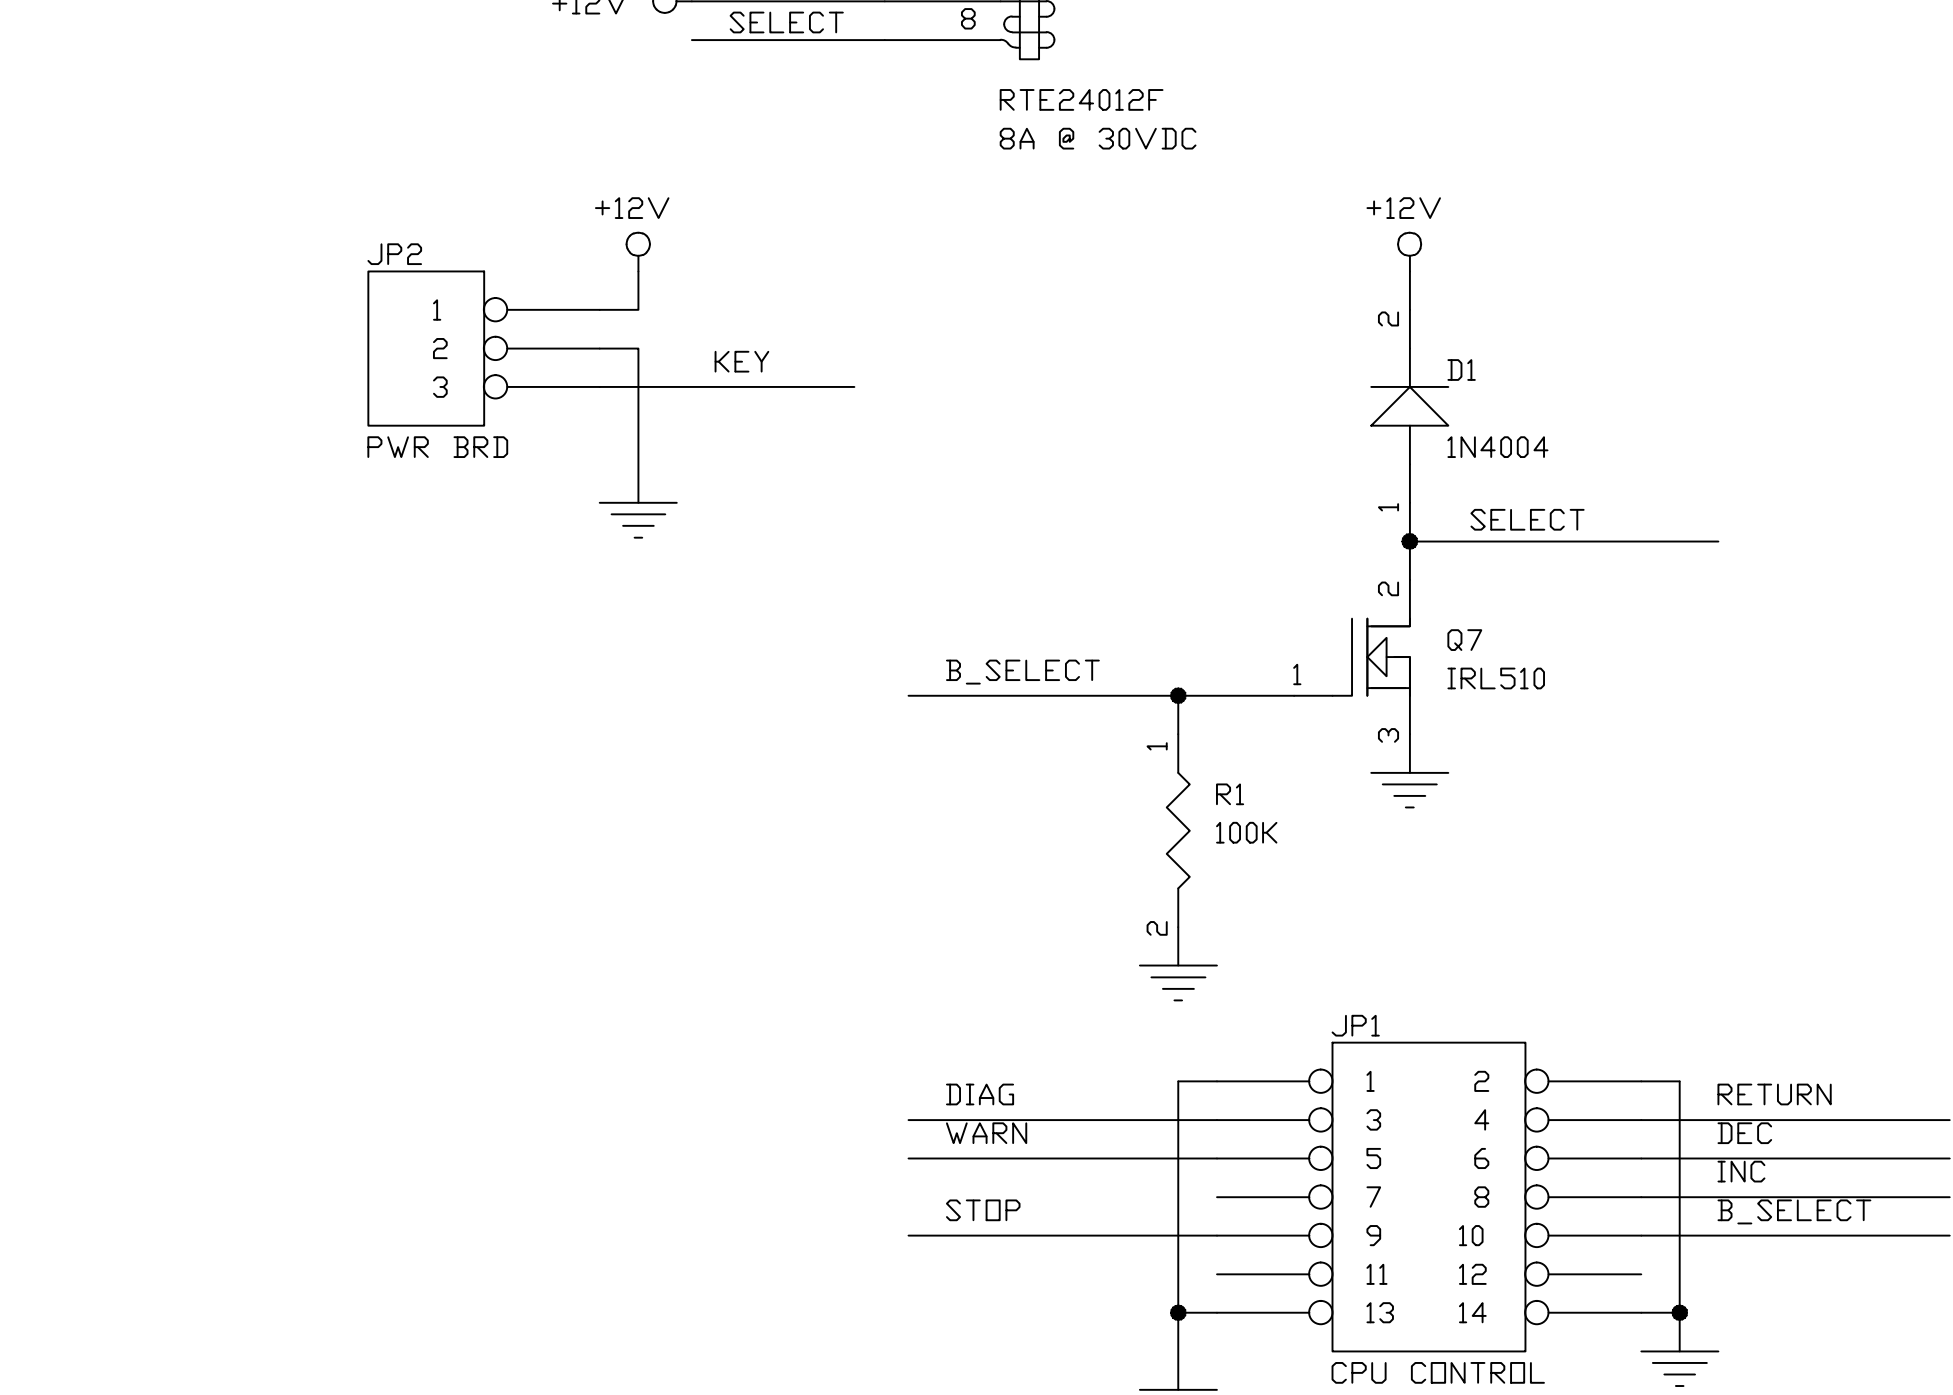 +12V
SELECT 8
RTE24012F
8A @ 30VDC
+12V
JP2
1
2
3
KEY
PWR BRD
+12V
2
D1
1N4004
1
SELECT
2
Q7
IRL510
B_SELECT
1
3
1
R1
100K
2
JP1
1 2
DIAG 3 4 RETURN
WARN 5 6 DEC
7 8 INC
STOP 9 10 B_SELECT
11 12
13 14
CPU CONTROL